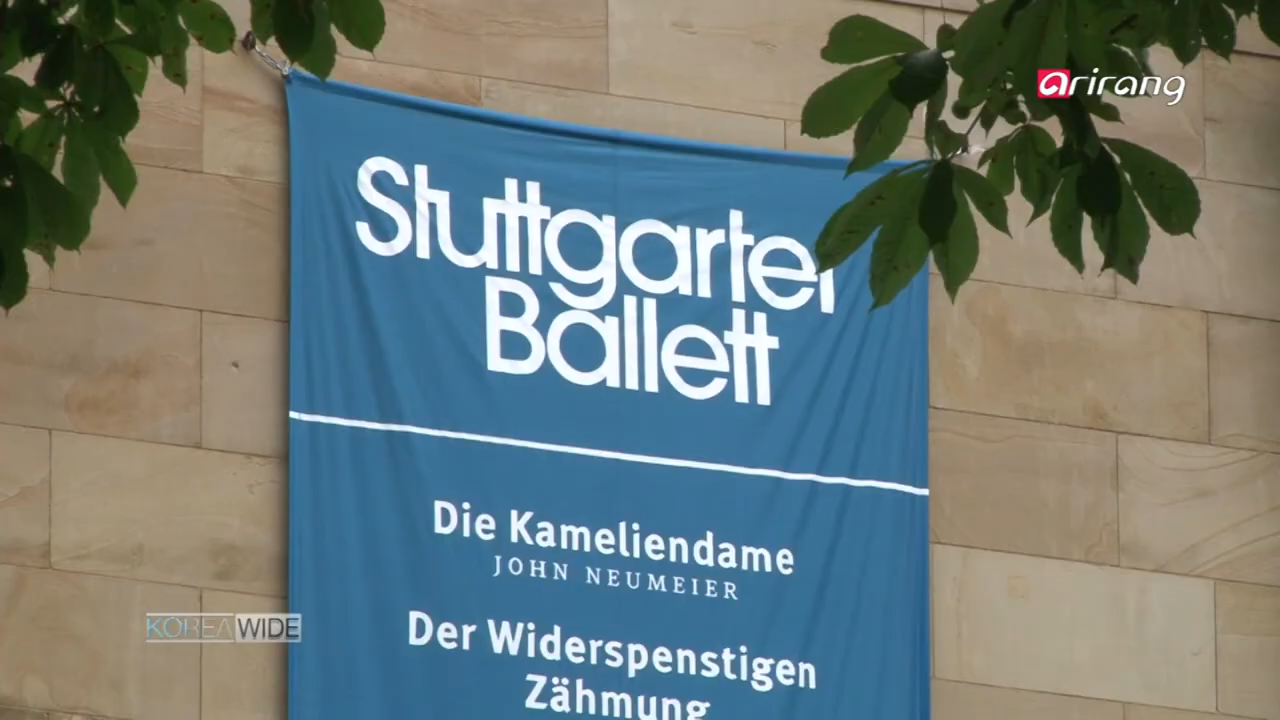 arirang
Stuttgarter
Ballett
Die Kameliendame
JOHN NEUMEIER
Der Widerspenstigen
Zähmung
KOREA WIDE